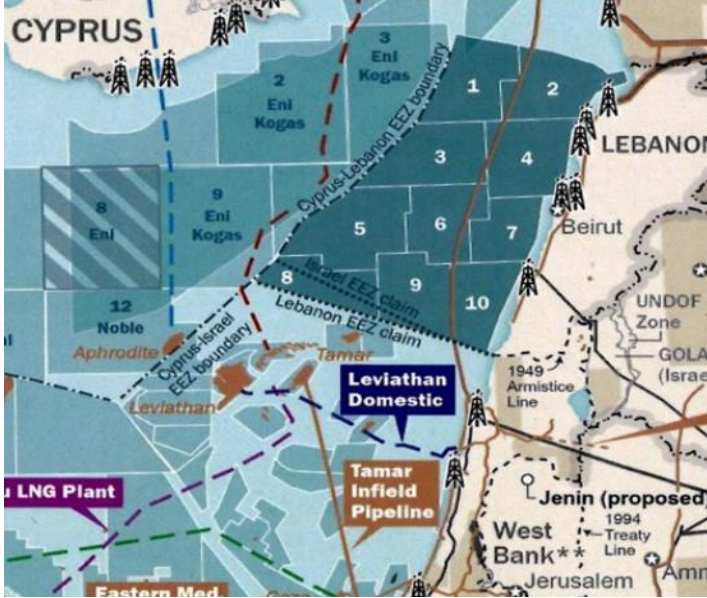 CYPRUS
3
Eni
Kogas
2
Eni
Kogas
Cyprus-Lebanon EEZ boundary
1
2
LEBANON
3
4
8
Eni
9
Eni
Kogas
5
6
7
Beirut
Israel EEZ claim
8
9
10
Lebanon EEZ claim
12
Noble
Aphrodite
Cyprus-Israel
EEZ boundary
Tamar
UNDOF
Zone
GOLA
(Israe
1949
Armistice
Line
Leviathan
Leviathan
Domestic
Tamar
Infield
Pipeline
u LNG Plant
Jenin (proposed)
1994
Treaty
Line
West
Bank**
Jerusalem
Amm
Eastern Med.
Gaza